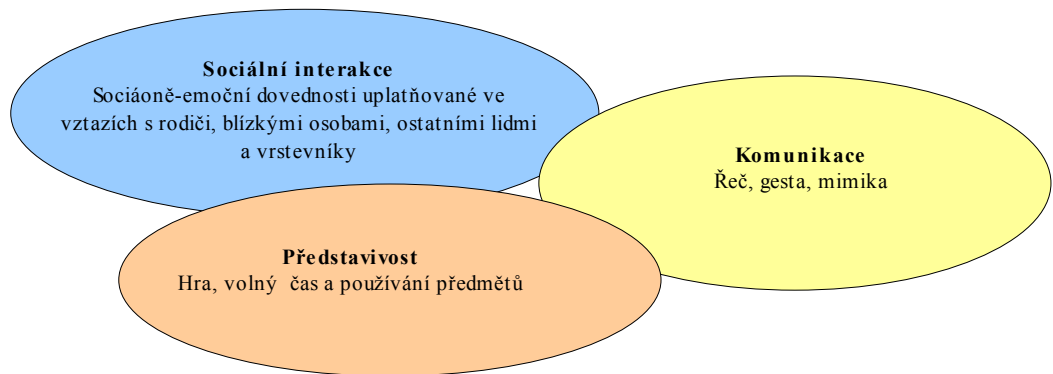 Sociální interakce
Sociáoně-emoční dovednosti uplatňované ve
vztazích s rodiči, blízkými osobami, ostatními lidmi
a vrstevníky
Komunikace
Řeč, gesta, mimika
Představivost
Hra, volný čas a používání předmětů